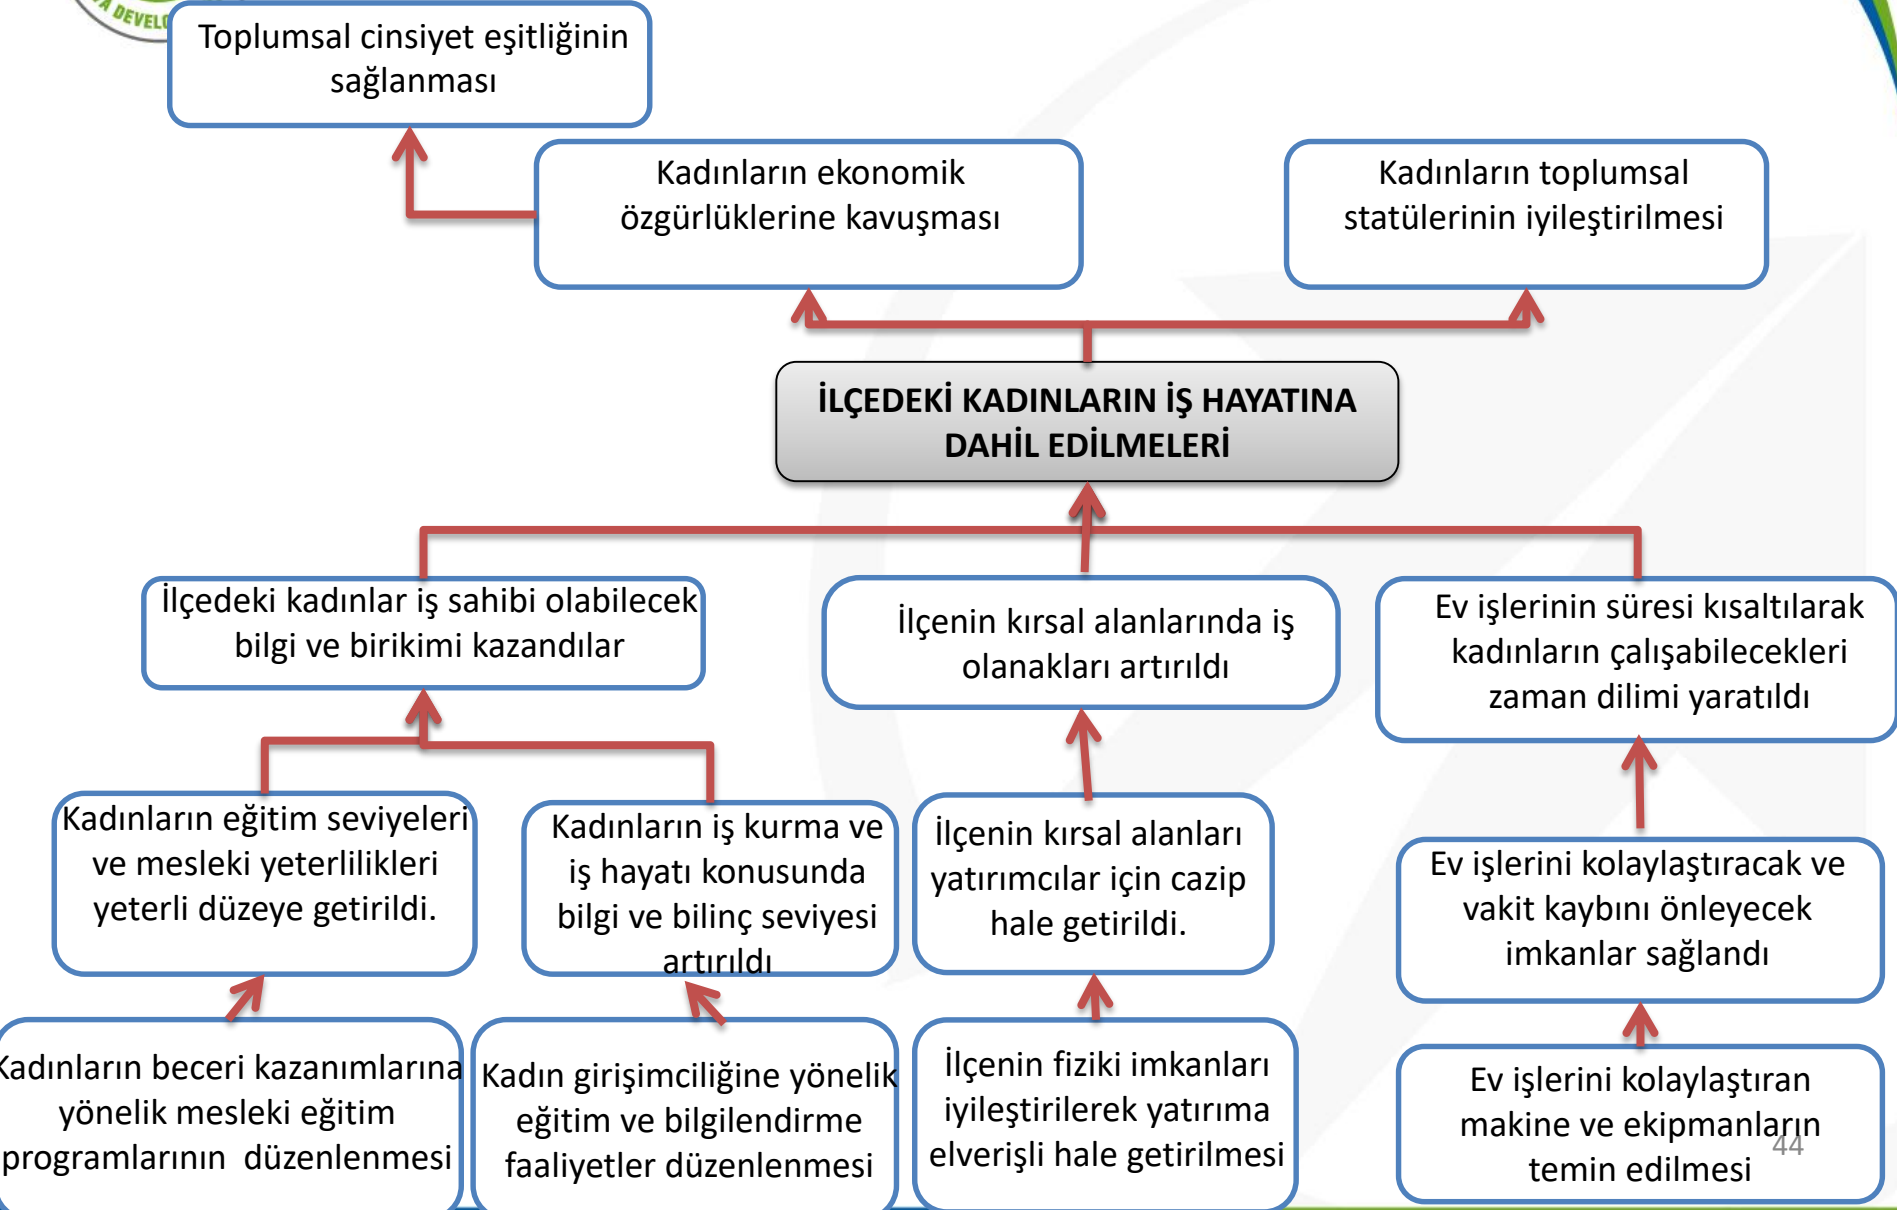 DEVEL
Toplumsal cinsiyet eşitliğinin
sağlanması
Kadınların ekonomik
özgürlüklerine kavuşması
Kadınların toplumsal
statülerinin iyileştirilmesi
İLÇEDEKİ KADINLARIN İŞ HAYATINA
DAHİL EDİLMELERİ
İlçedeki kadınlar iş sahibi olabilecek
bilgi ve birikimi kazandılar
İlçenin kırsal alanlarında iş
olanakları artırıldı
Ev işlerinin süresi kısaltılarak
kadınların çalışabilecekleri
zaman dilimi yaratıldı
Kadınların eğitim seviyeleri
ve mesleki yeterlilikleri
yeterli düzeye getirildi.
Kadınların iş kurma ve
iş hayatı konusunda
bilgi ve bilinç seviyesi
artırıldı
İlçenin kırsal alanları
yatırımcılar için cazip
hale getirildi.
Ev işlerini kolaylaştıracak ve
vakit kaybını önleyecek
imkanlar sağlandı
Kadınların beceri kazanımlarına
yönelik mesleki eğitim
programlarının düzenlenmesi
Kadın girişimciliğine yönelik
eğitim ve bilgilendirme
faaliyetler düzenlenmesi
İlçenin fiziki imkanları
iyileştirilerek yatırıma
elverişli hale getirilmesi
Ev işlerini kolaylaştıran
makine ve ekipmanların
temin edilmesi
44